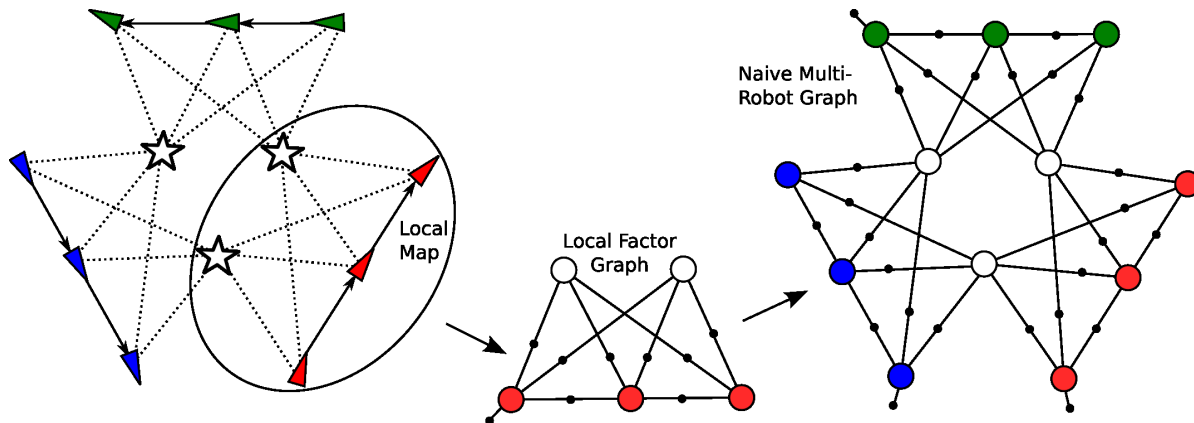 Local
Map
Local Factor
Graph
Naive Multi-
Robot Graph